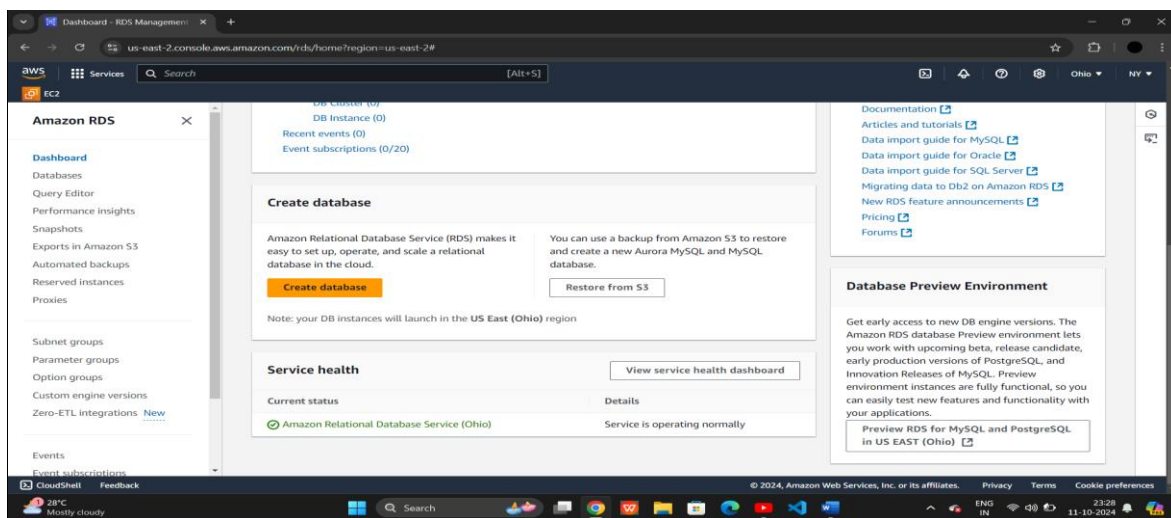 Dashboard - RDS Management
us-east-2.console.aws.amazon.com/rds/home?region=us-east-2#
aws
Services
Search
[Alt+S]
Ohio
NY
EC2
Amazon RDS
Dashboard
Databases
Query Editor
Performance insights
Snapshots
Exports in Amazon S3
Automated backups
Reserved instances
Proxies
Subnet groups
Parameter groups
Option groups
Custom engine versions
Zero-ETL integrations New
Events
Event subscriptions
DB Cluster (0)
DB Instance (0)
Recent events (0)
Event subscriptions (0/20)
Create database
Amazon Relational Database Service (RDS) makes it
easy to set up, operate, and scale a relational
database in the cloud.
Create database
You can use a backup from Amazon S3 to restore
and create a new Aurora MySQL and MySQL
database.
Restore from S3
Note: your DB instances will launch in the US East (Ohio) region
Service health
View service health dashboard
Current status
Details
Amazon Relational Database Service (Ohio)
Service is operating normally
Documentation
Articles and tutorials
Data import guide for MySQL
Data import guide for Oracle
Data import guide for SQL Server
Migrating data to Db2 on Amazon RDS
New RDS feature announcements
Pricing
Forums
Database Preview Environment
Get early access to new DB engine versions. The
Amazon RDS database Preview environment lets
you work with upcoming beta, release candidate,
early production versions of PostgreSQL, and
Innovation Releases of MySQL. Preview
environment instances are fully functional, so you
can easily test new features and functionality with
your applications.
Preview RDS for MySQL and PostgreSQL
in US EAST (Ohio)
CloudShell
Feedback
© 2024, Amazon Web Services, Inc. or its affiliates.
Privacy
Terms
Cookie preferences
28°C
Mostly cloudy
Search
ENG
IN
23:28
11-10-2024